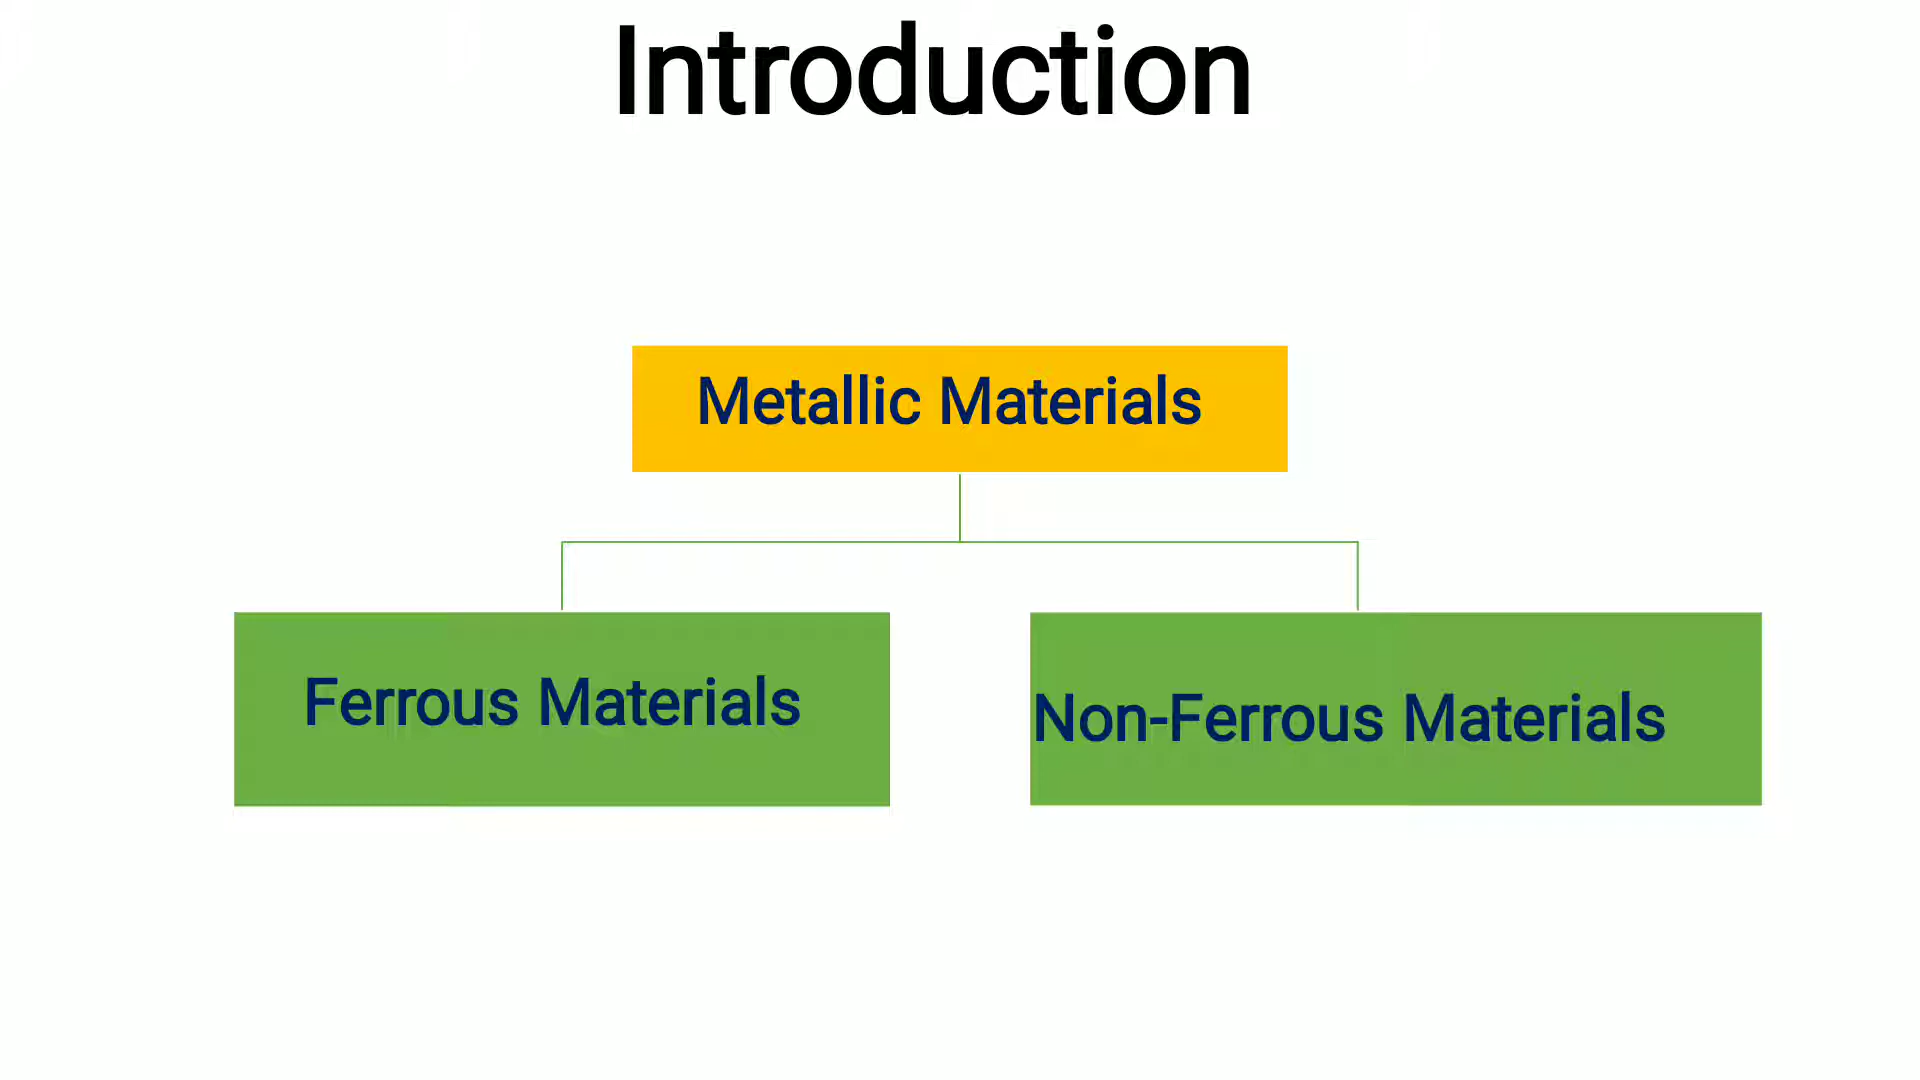 Introduction
Metallic Materials
Ferrous Materials
Non-Ferrous Materials